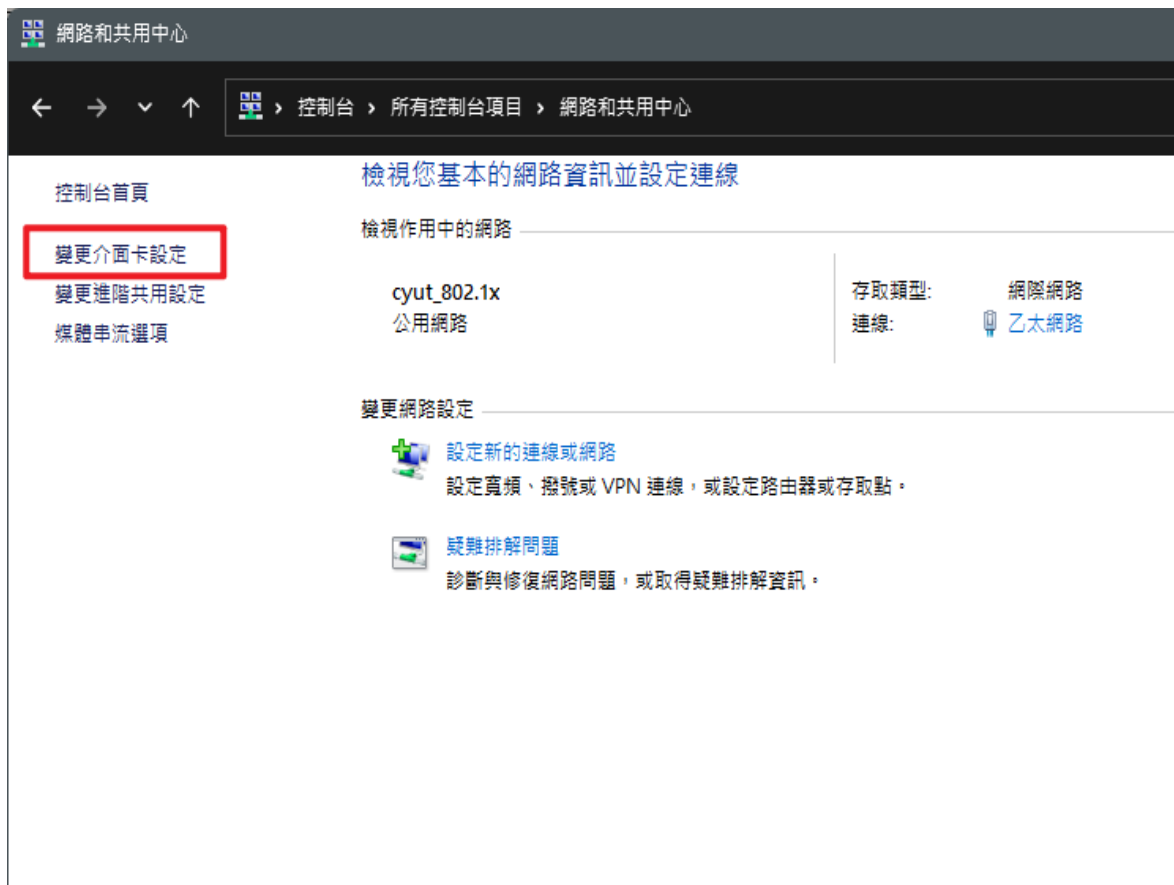 網路和共用中心
控制台 › 所有控制台項目 › 網路和共用中心
控制台首頁
變更介面卡設定
變更進階共用設定
媒體串流選項
檢視您基本的網路資訊並設定連線
檢視作用中的網路
cyut_802.1x
公用網路
存取類型: 網際網路
連線: 乙太網路
變更網路設定
設定新的連線或網路
設定寬頻、撥號或 VPN 連線，或設定路由器或存取點。
疑難排解問題
診斷與修復網路問題，或取得疑難排解資訊。